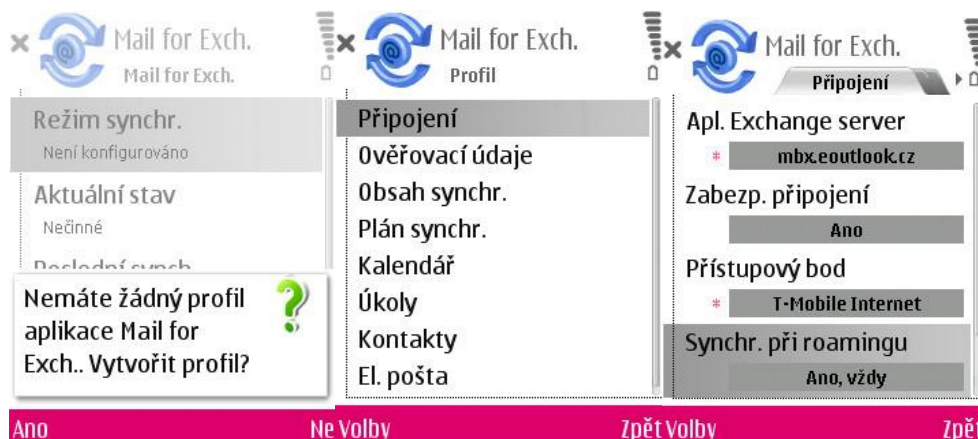 Mail for Exch.
Mail for Exch.
Režim synchr.
Není konfigurováno
Aktuální stav
Nečinné
Poslední synch
Nemáte žádný profil
aplikace Mail for
Exch.. Vytvořit profil?
Ano
Ne
Mail for Exch.
Profil
Připojení
Ověřovací údaje
Obsah synchr.
Plán synchr.
Kalendář
Úkoly
Kontakty
El. pošta
Volby
Zpět
Mail for Exch.
Připojení
Apl. Exchange server
* mbx.eoutlook.cz
Zabezp. připojení
Ano
Přístupový bod
* T-Mobile Internet
Synchr. při roamingu
Ano, vždy
Volby
Zpě